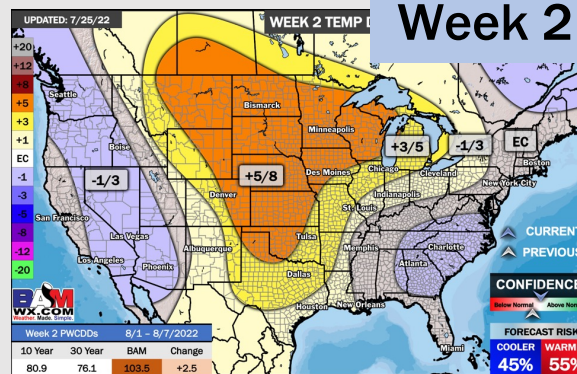 UPDATED: 7/25/22
WEEK 2 TEMP D
Week 2
+20
+12
+8
+5
+3
+1
EC
-1
-3
-5
-8
-12
-20
Seattle
Boise
-1/3
San Francisco
Las Vegas
Los Angeles
Phoenix
Bismarck
Minneapolis
+5/8
Des Moines
Denver
Albuquerque
Tulsa
Dallas
Houston
+3/5
Chicago
-1/3
Cleveland
EC
Boston
New York City
Indianapolis
St. Louis
Memphis
Charlotte
Atlanta
New Orleans
Miami
CURRENT
PREVIOUS
CONFIDENCE
Below Normal
Above Nor
FORECAST RISK
COOLER WARM
45% 55%
BAM
WX.COM
Weather. Made. Simple.
Week 2 PWCDDs 8/1 – 8/7/2022
10 Year 30 Year BAM Change
80.9 76.1 103.5 +2.5